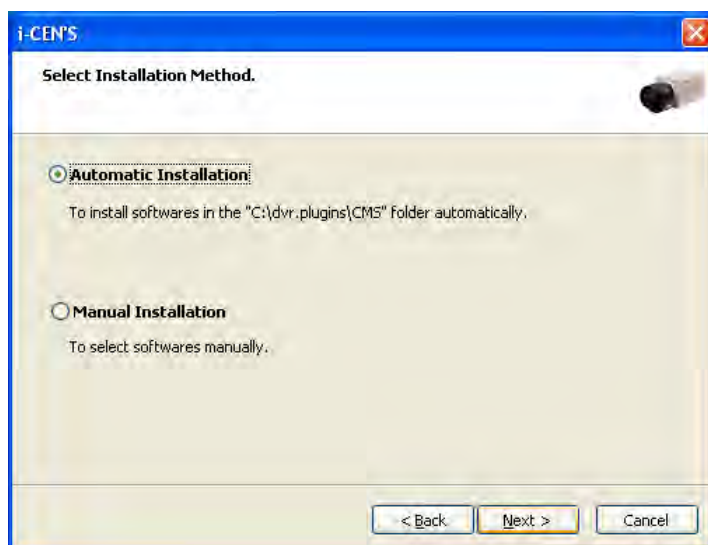 i-CEN'S
Select Installation Method.
Automatic Installation
To install softwares in the "C:\dvr.plugins\CMS" folder automatically.
Manual Installation
To select softwares manually.
< Back
Next >
Cancel